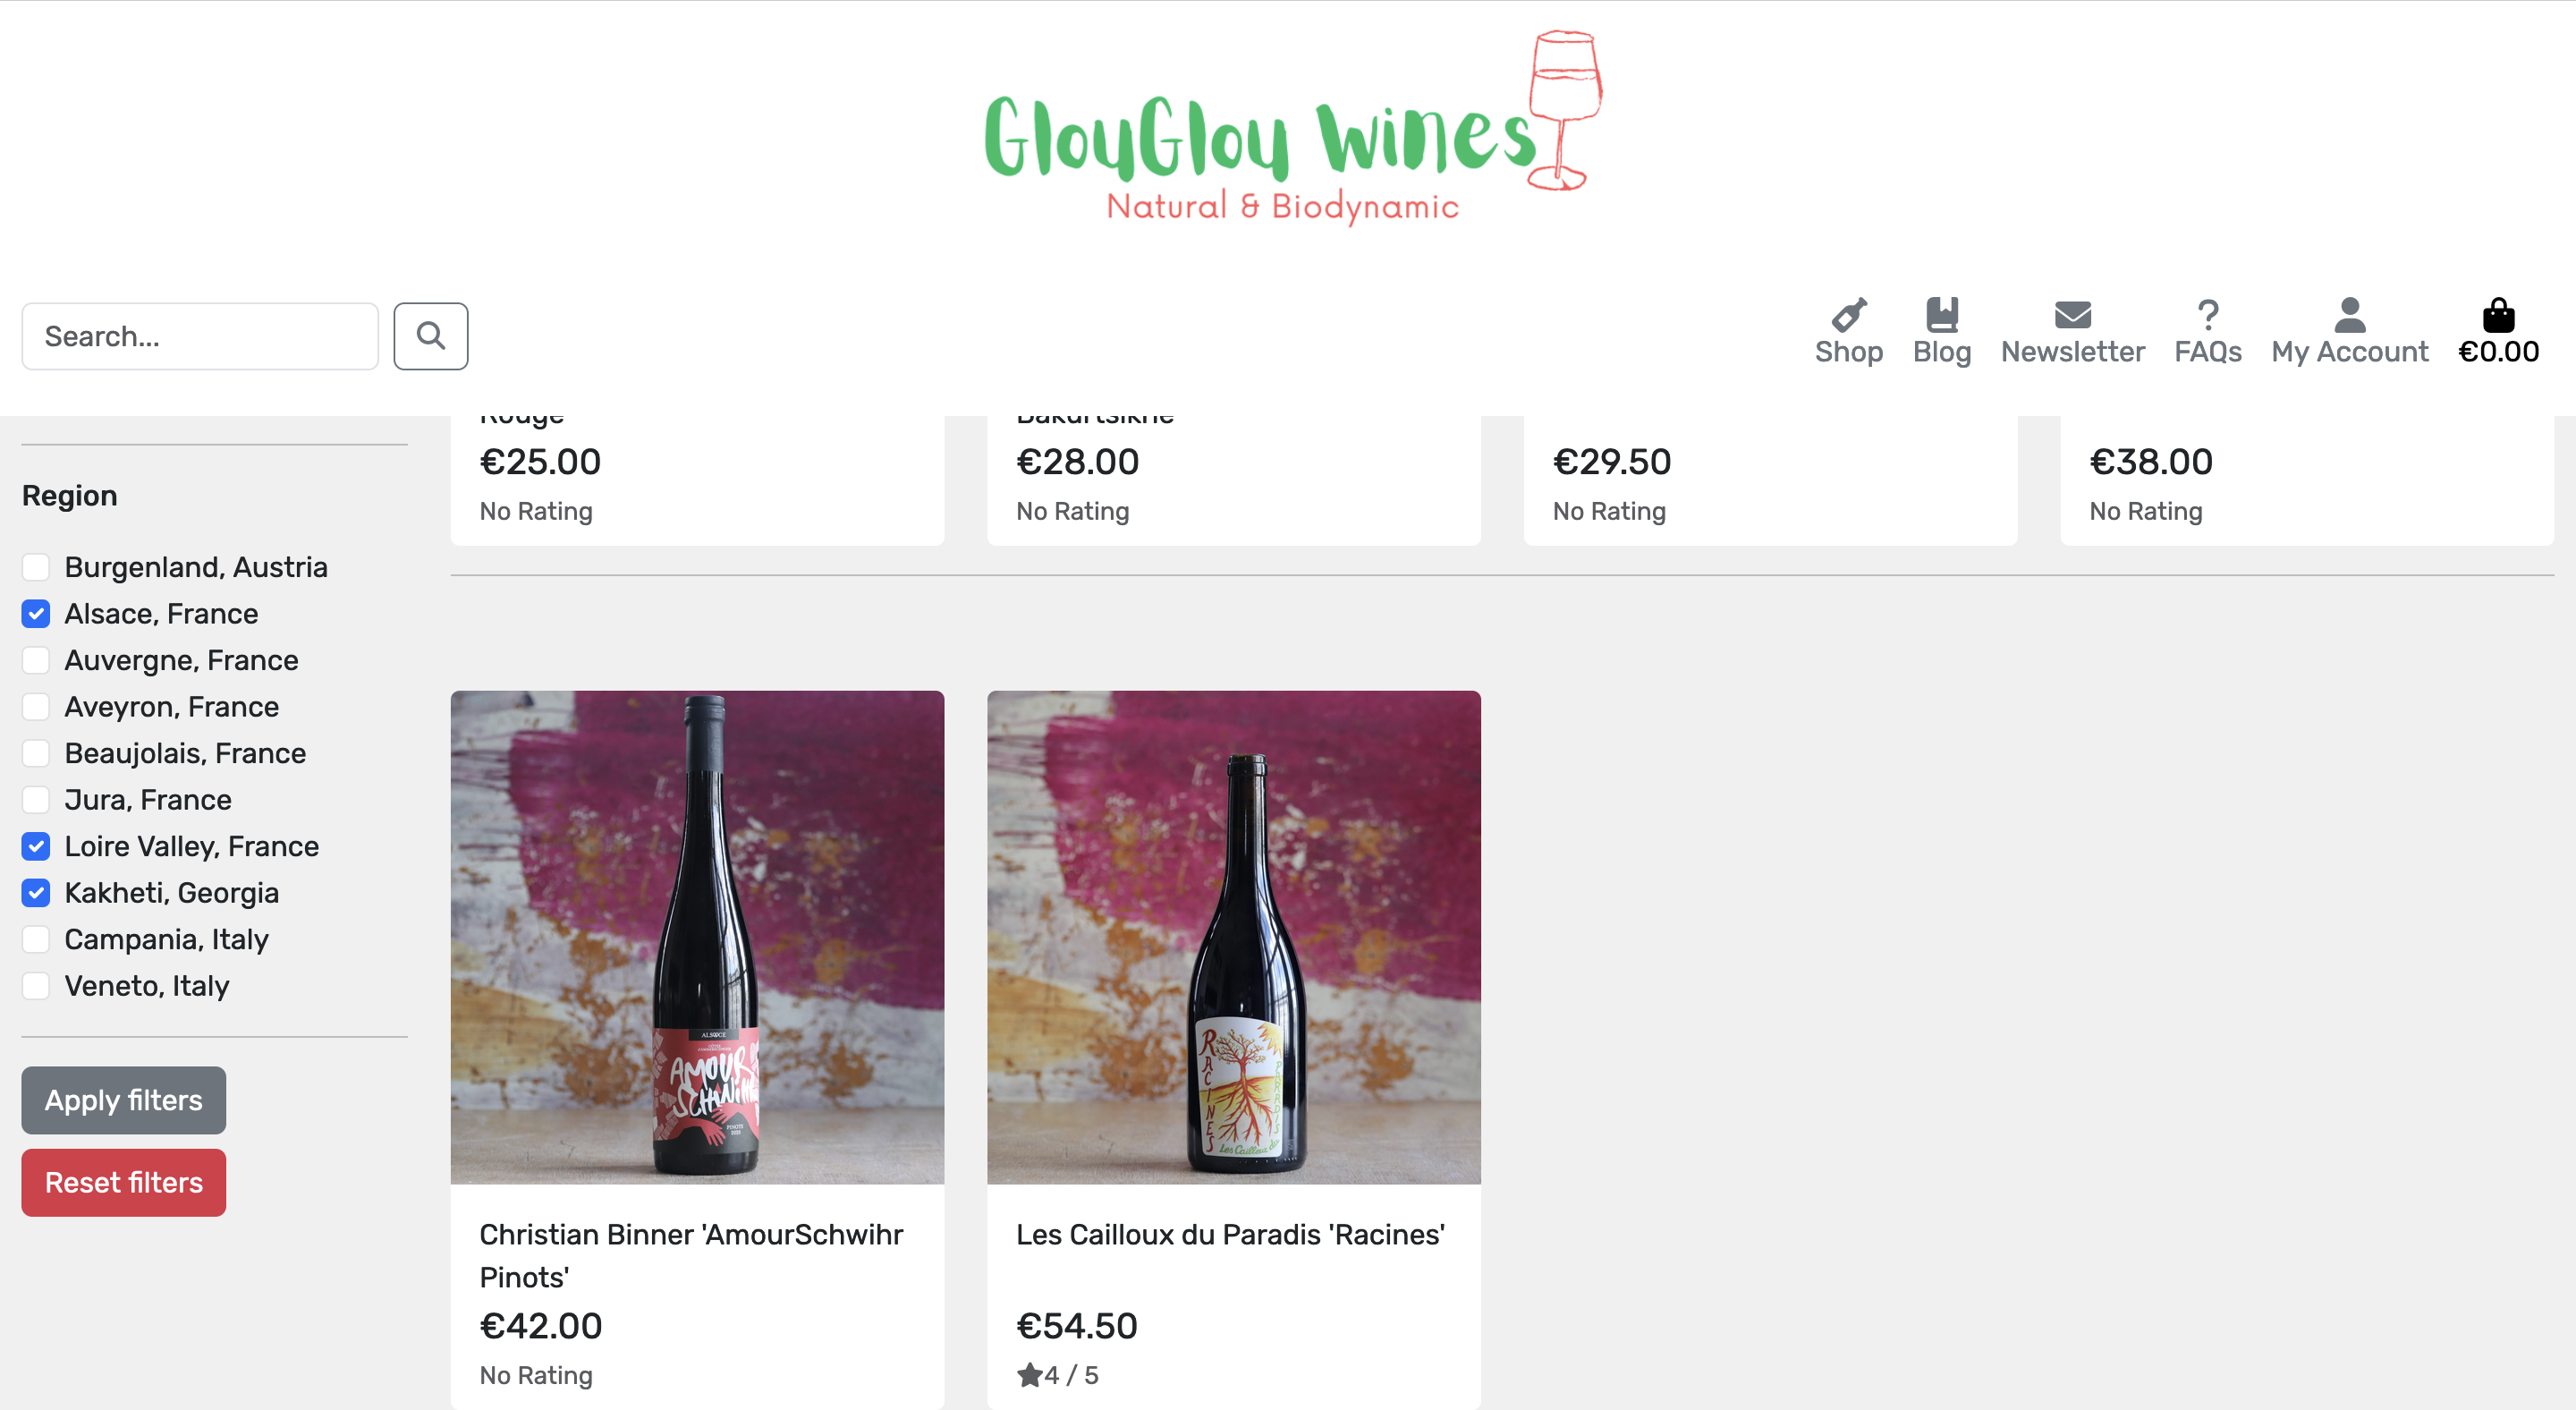 GlouGlou Wines
Natural & Biodynamic
Search...
Shop
Blog
Newsletter
FAQs
My Account
€0.00
Region
Burgenland, Austria
Alsace, France
Auvergne, France
Aveyron, France
Beaujolais, France
Jura, France
Loire Valley, France
Kakheti, Georgia
Campania, Italy
Veneto, Italy
Apply filters
Reset filters
Rouge
€25.00
No Rating
Bakurtsikhe
€28.00
No Rating
€29.50
No Rating
€38.00
No Rating
ALSACE
AMOUR
SCHWIHR
PINOTS
Christian Binner 'AmourSchwihr
Pinots'
€42.00
No Rating
RACINES
Les Cailloux du
PARADIS
Les Cailloux du Paradis 'Racines'
€54.50
4 / 5